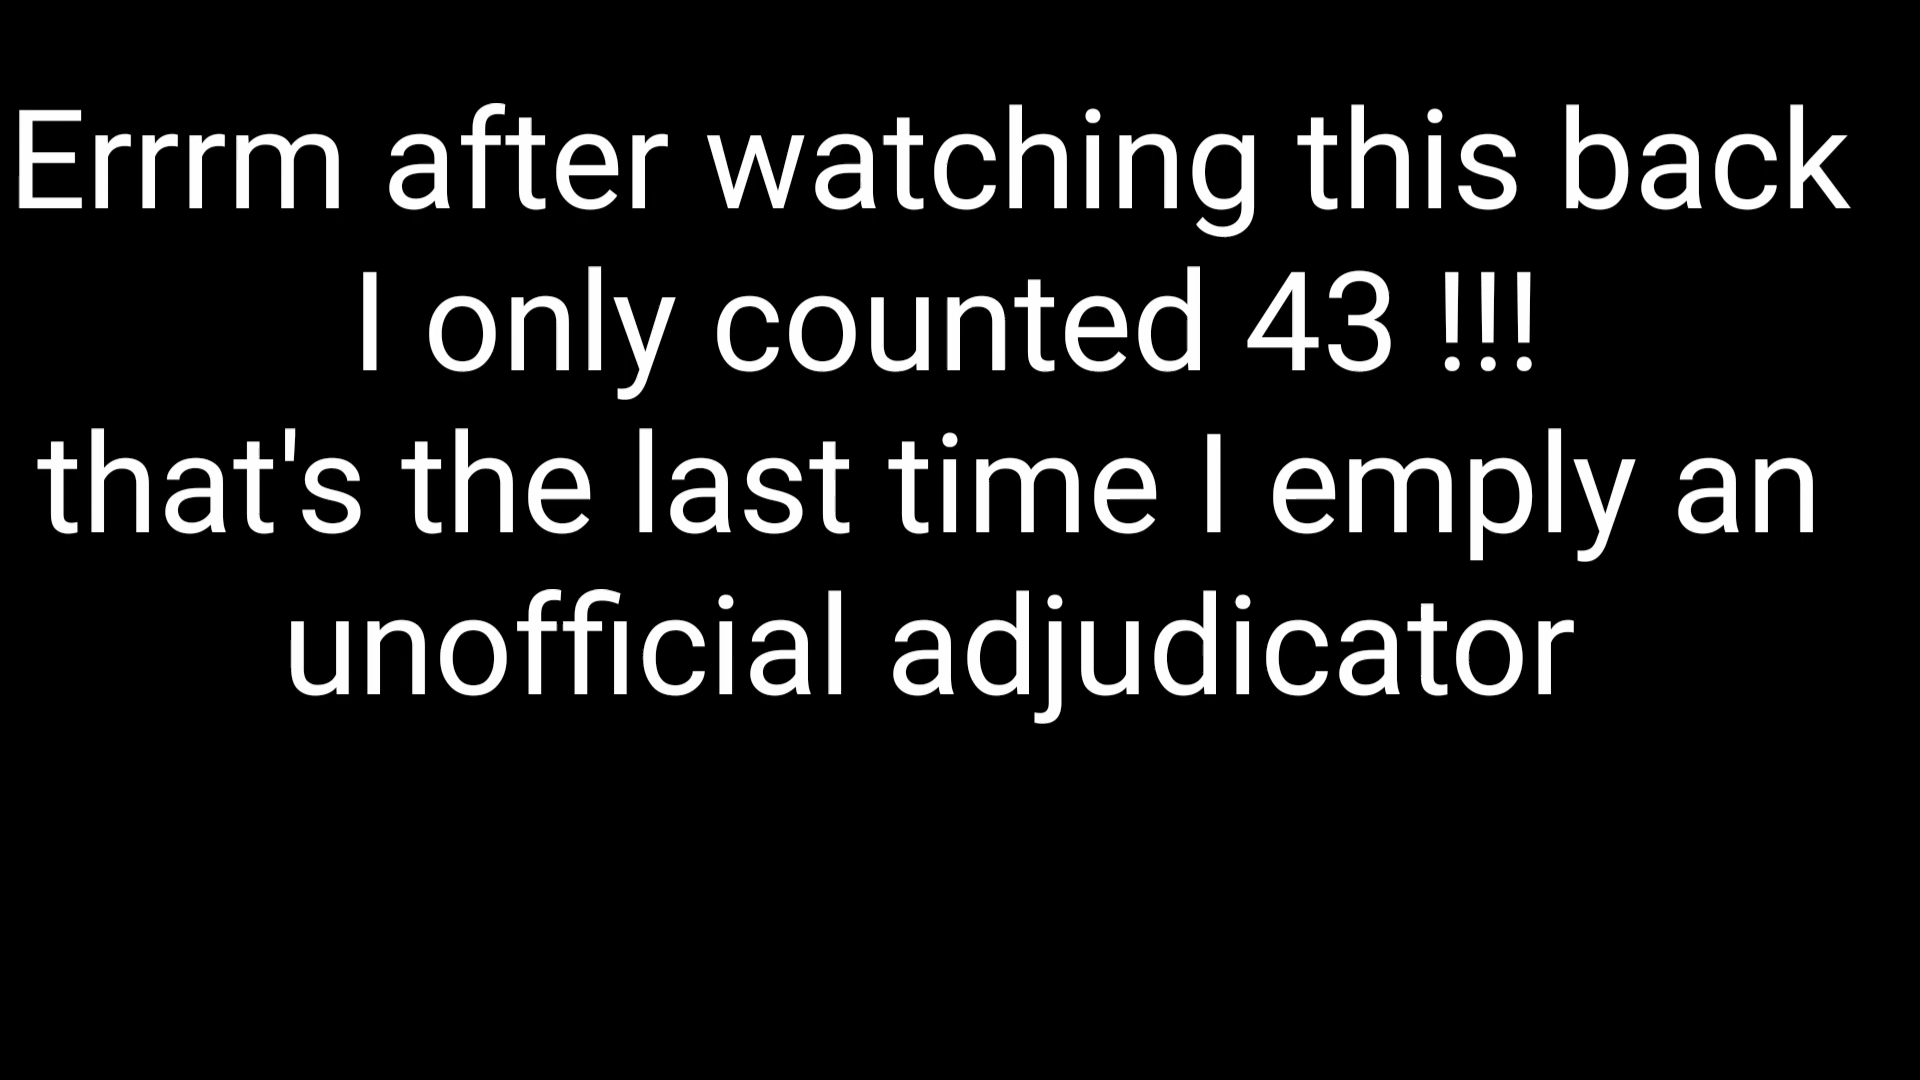 Errrm after watching this back
I only counted 43 !!!
that's the last time I emply an
unofficial adjudicator